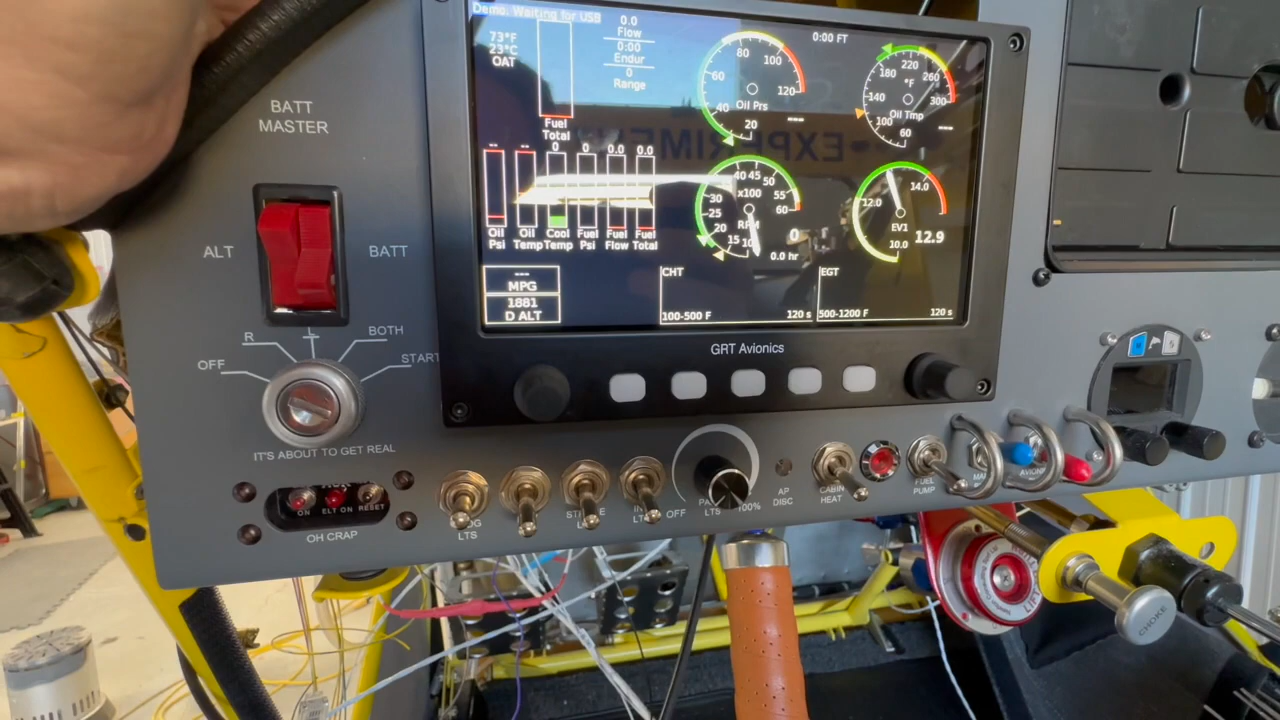 Demo. Waiting for USB
73°F
23°C
OAT
Fuel
Total
0.0
Flow
0:00
Endur
0
Range
0:00 FT
60
80
100
120
40
20
Oil Prs
---
180
220
260
300
140
100
60
°F
Oil Tmp
---
EXPERIMEN
--
--
0
0
0.0
0.0
Oil
Psi
Oil
Temp
Cool
Temp
Fuel
Psi
Fuel
Flow
Fuel
Total
40
45
50
55
60
30
25
20
15
10
x100
RPM
0
0.0 hr
12.0
14.0
10.0
EV1
12.9
---
MPG
1881
D ALT
CHT
100-500 F
120 s
EGT
500-1200 F
120 s
GRT Avionics
BATT
MASTER
ALT
BATT
OFF
R
L
BOTH
START
IT'S ABOUT TO GET REAL
ON
ELT ON
RESET
OH CRAP
LTS
OFF
LTS
100%
AP
DISC
CABIN
HEAT
FUEL
PUMP
CHOKE